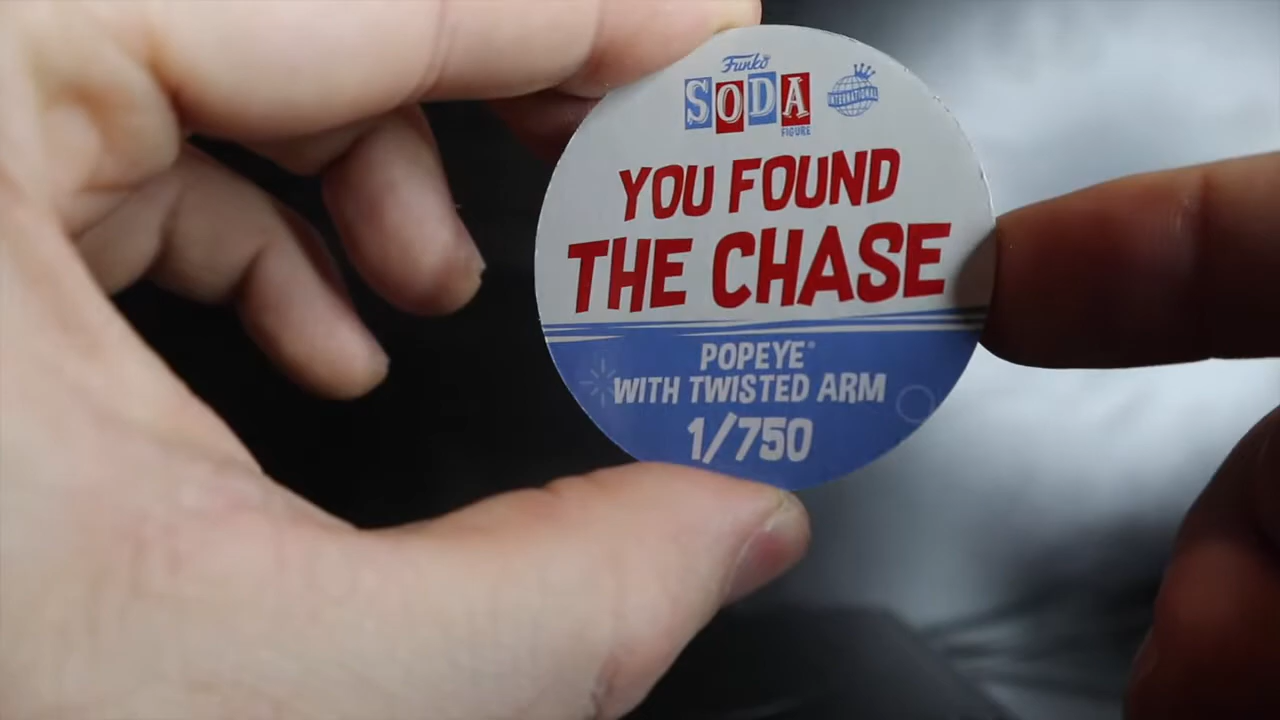 Funko
SODA
FIGURE
INTERNATIONAL
YOU FOUND
THE CHASE
POPEYE
WITH TWISTED ARM
1/750